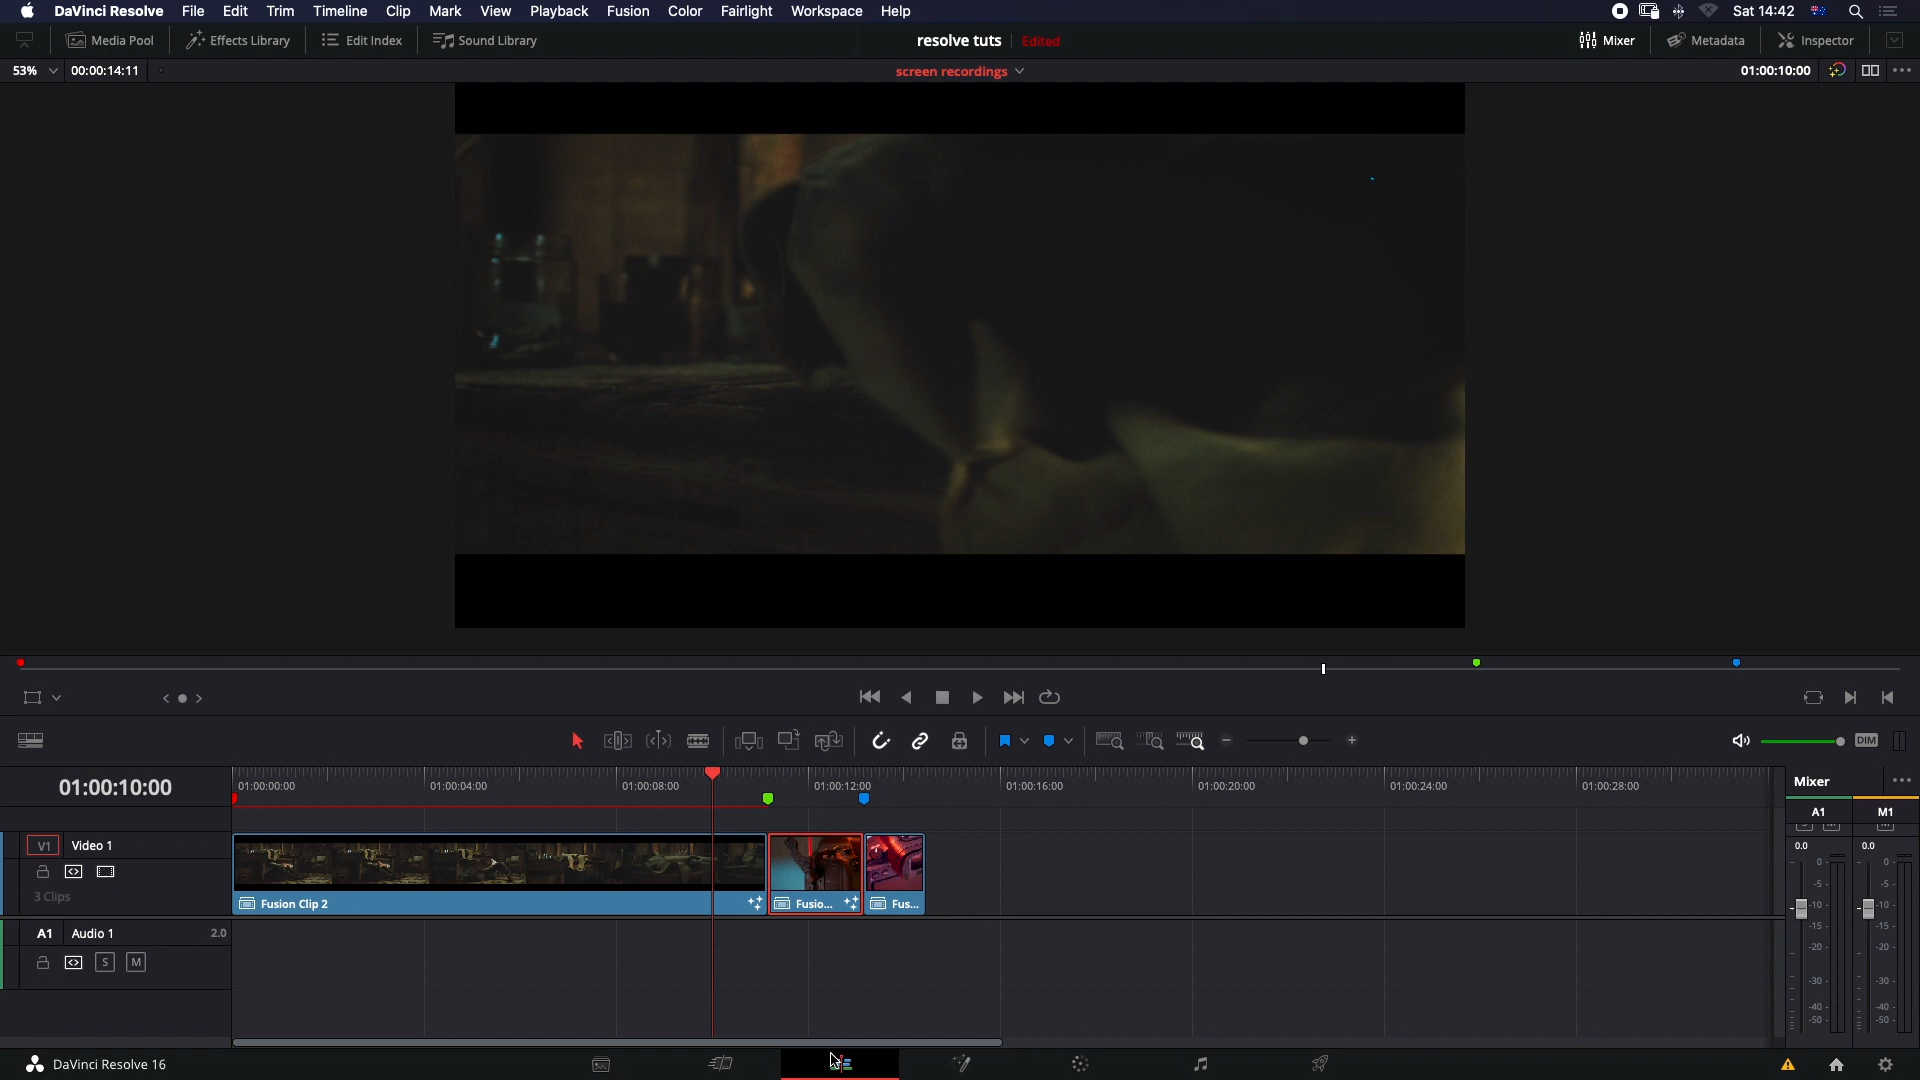 DaVinci Resolve File Edit Trim Timeline Clip Mark View Playback Fusion Color Fairlight Workspace Help Sat 14:42
Media Pool Effects Library Edit Index Sound Library resolve tuts Edited Mixer Metadata Inspector
53% 00:00:14:11 screen recordings 01:00:10:00
DIM
01:00:10:00 01:00:00:00 01:00:04:00 01:00:08:00 01:00:12:00 01:00:16:00 01:00:20:00 01:00:24:00 01:00:28:00 Mixer
A1 M1
V1 Video 1 0.0 0.0
3 Clips
Fusion Clip 2 Fusio... Fus...
A1 Audio 1 2.0
S M
0 -5 -10 -15 -20 -30 -40 -50
0 -5 -10 -15 -20 -30 -40 -50
DaVinci Resolve 16